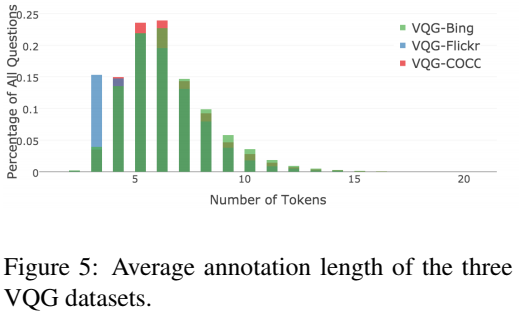 0.25
0.2
0.15
0.1
0.05
0
Percentage of All Questions
VQG-Bing
VQG-Flickr
VQG-COCO
5
10
15
20
Number of Tokens
Figure 5: Average annotation length of the three
VQG datasets.